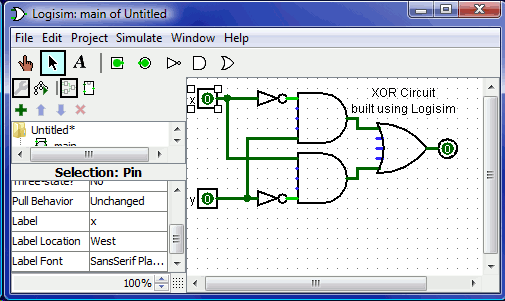 Logisim: main of Untitled
File Edit Project Simulate Window Help
A
Untitled*
main
Selection: Pin
Three-state? No
Pull Behavior Unchanged
Label x
Label Location West
Label Font SansSerif Pla...
100%
x 0
XOR Circuit
built using Logisim
0
y 0